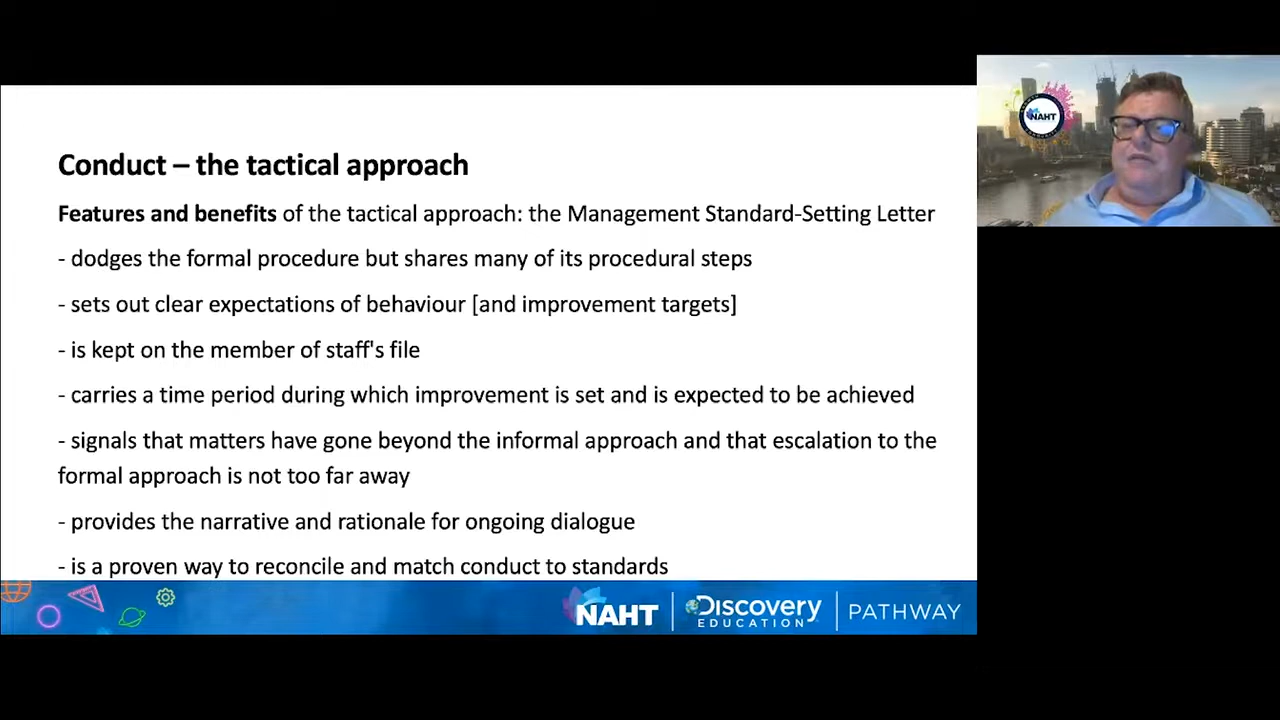 Conduct – the tactical approach
Features and benefits of the tactical approach: the Management Standard-Setting Letter
- dodges the formal procedure but shares many of its procedural steps
- sets out clear expectations of behaviour [and improvement targets]
- is kept on the member of staff's file
- carries a time period during which improvement is set and is expected to be achieved
- signals that matters have gone beyond the informal approach and that escalation to the
formal approach is not too far away
- provides the narrative and rationale for ongoing dialogue
- is a proven way to reconcile and match conduct to standards
NAHT
Discovery
EDUCATION
PATHWAY
NAHT